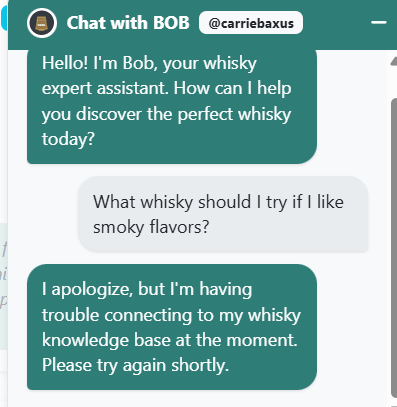 Chat with BOB @carriebaxus
Hello! I'm Bob, your whisky
expert assistant. How can I help
you discover the perfect whisky
today?
What whisky should I try if I like
smoky flavors?
I apologize, but I'm having
trouble connecting to my whisky
knowledge base at the moment.
Please try again shortly.